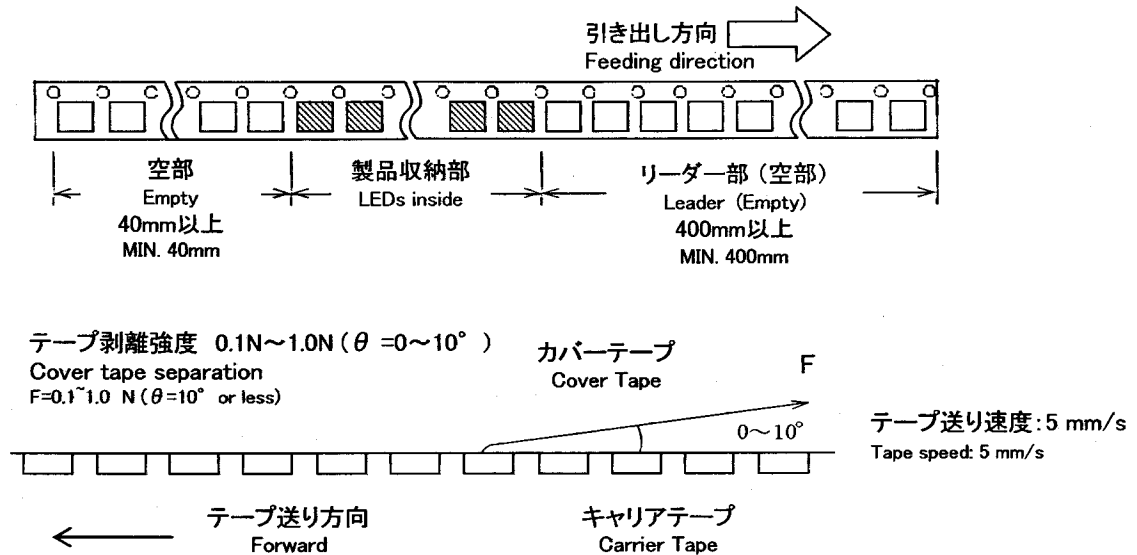 引き出し方向
Feeding direction
空部
Empty
40mm以上
MIN. 40mm
製品収納部
LEDs inside
リーダー部（空部）
Leader (Empty)
400mm以上
MIN. 400mm
テープ剥離強度 0.1N～1.0N（θ=0～10°）
Cover tape separation
F=0.1~1.0 N（θ=10° or less)
カバーテープ
Cover Tape
F
0～10°
テープ送り速度：5 mm/s
Tape speed: 5 mm/s
テープ送り方向
Forward
キャリアテープ
Carrier Tape